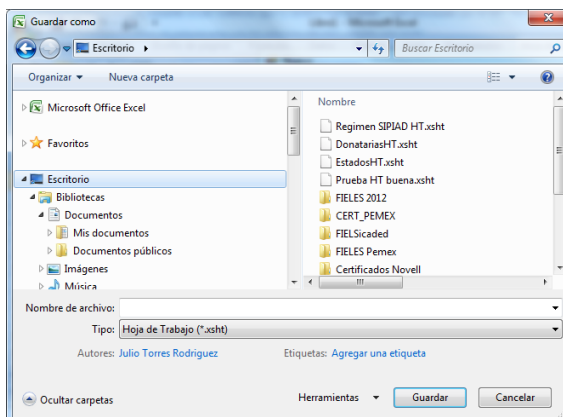 Guardar como
Escritorio
Buscar Escritorio
Organizar
Nueva carpeta
Microsoft Office Excel
Favoritos
Escritorio
Bibliotecas
Documentos
Mis documentos
Documentos públicos
Imágenes
Música
Nombre
Regimen SIPIAD HT.xsht
DonatariasHT.xsht
EstadosHT.xsht
Prueba HT buena.xsht
FIELES 2012
CERT_PEMEX
FIELSicaded
FIELES Pemex
Certificados Novell
Nombre de archivo:
Tipo: Hoja de Trabajo (*.xsht)
Autores: Julio Torres Rodriguez
Etiquetas: Agregar una etiqueta
Ocultar carpetas
Herramientas
Guardar
Cancelar